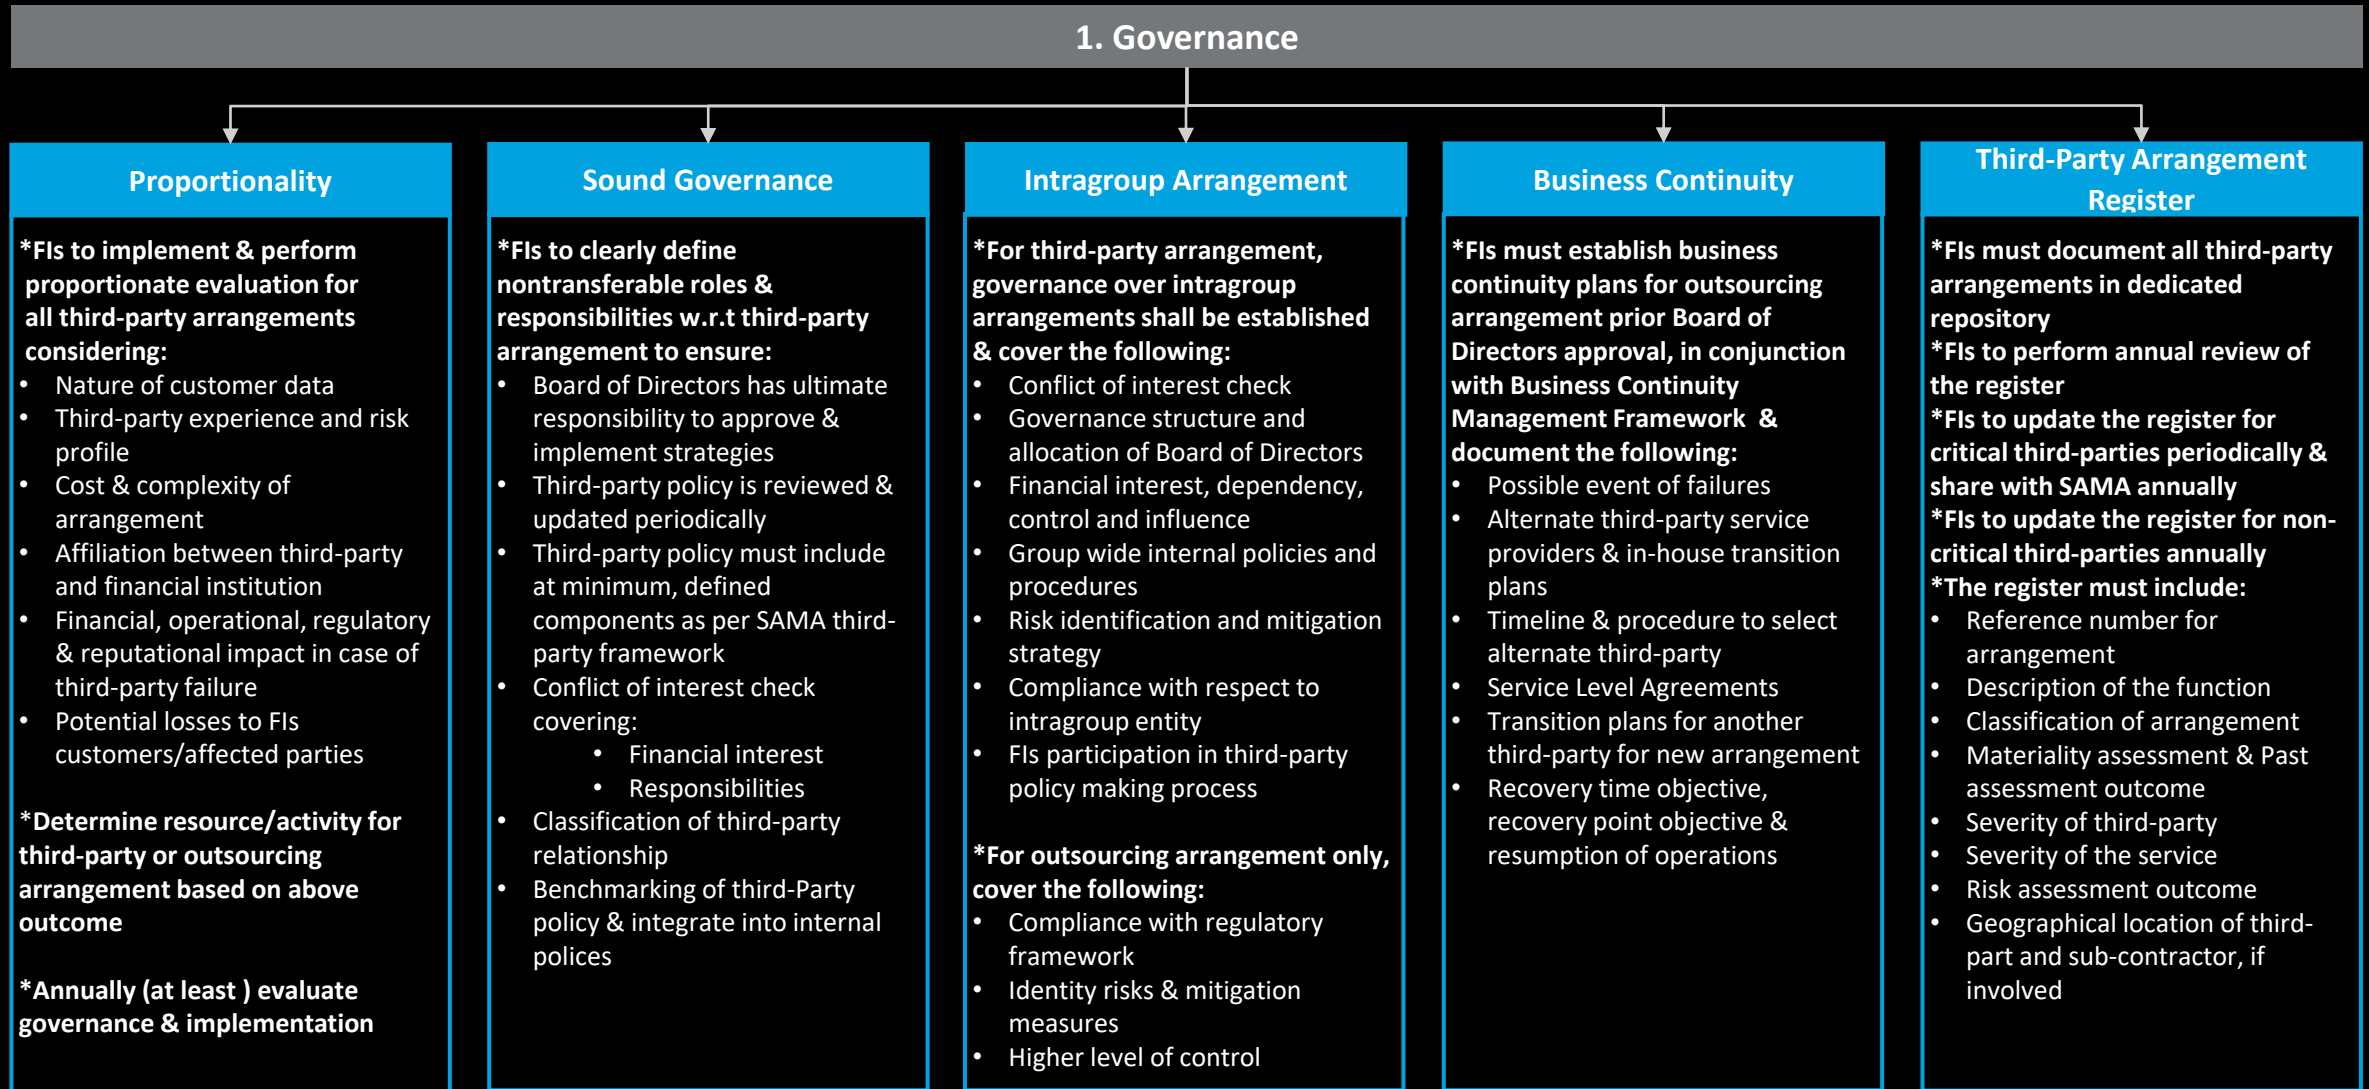 1. Governance
Proportionality
*FIs to implement & perform
proportionate evaluation for
all third-party arrangements
considering:
• Nature of customer data
• Third-party experience and risk
profile
• Cost & complexity of
arrangement
• Affiliation between third-party
and financial institution
• Financial, operational, regulatory
& reputational impact in case of
third-party failure
• Potential losses to FIs
customers/affected parties
*Determine resource/activity for
third-party or outsourcing
arrangement based on above
outcome
*Annually (at least ) evaluate
governance & implementation
Sound Governance
*FIs to clearly define
nontransferable roles &
responsibilities w.r.t third-party
arrangement to ensure:
• Board of Directors has ultimate
responsibility to approve &
implement strategies
• Third-party policy is reviewed &
updated periodically
• Third-party policy must include
at minimum, defined
components as per SAMA third-
party framework
• Conflict of interest check
covering:
• Financial interest
• Responsibilities
• Classification of third-party
relationship
• Benchmarking of third-Party
policy & integrate into internal
polices
Intragroup Arrangement
*For third-party arrangement,
governance over intragroup
arrangements shall be established
& cover the following:
• Conflict of interest check
• Governance structure and
allocation of Board of Directors
• Financial interest, dependency,
control and influence
• Group wide internal policies and
procedures
• Risk identification and mitigation
strategy
• Compliance with respect to
intragroup entity
• FIs participation in third-party
policy making process
*For outsourcing arrangement only,
cover the following:
• Compliance with regulatory
framework
• Identity risks & mitigation
measures
• Higher level of control
Business Continuity
*FIs must establish business
continuity plans for outsourcing
arrangement prior Board of
Directors approval, in conjunction
with Business Continuity
Management Framework &
document the following:
• Possible event of failures
• Alternate third-party service
providers & in-house transition
plans
• Timeline & procedure to select
alternate third-party
• Service Level Agreements
• Transition plans for another
third-party for new arrangement
• Recovery time objective,
recovery point objective &
resumption of operations
Third-Party Arrangement
Register
*FIs must document all third-party
arrangements in dedicated
repository
*FIs to perform annual review of
the register
*FIs to update the register for
critical third-parties periodically &
share with SAMA annually
*FIs to update the register for non-
critical third-parties annually
*The register must include:
• Reference number for
arrangement
• Description of the function
• Classification of arrangement
• Materiality assessment & Past
assessment outcome
• Severity of third-party
• Severity of the service
• Risk assessment outcome
• Geographical location of third-
part and sub-contractor, if
involved